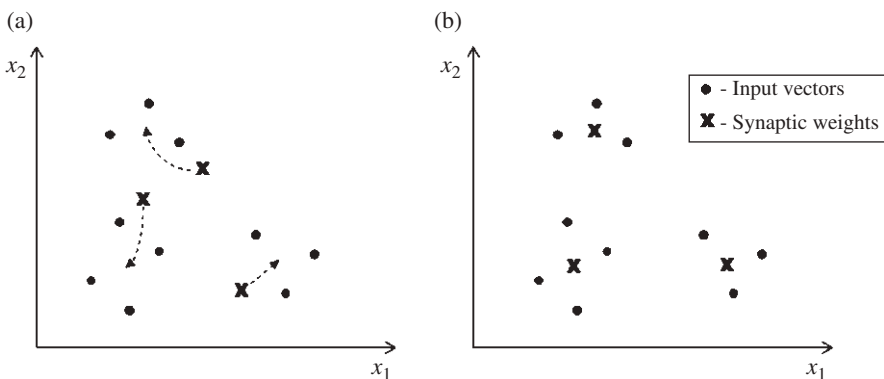 (a)
x2
x1
(b)
x2
x1
- Input vectors
X - Synaptic weights